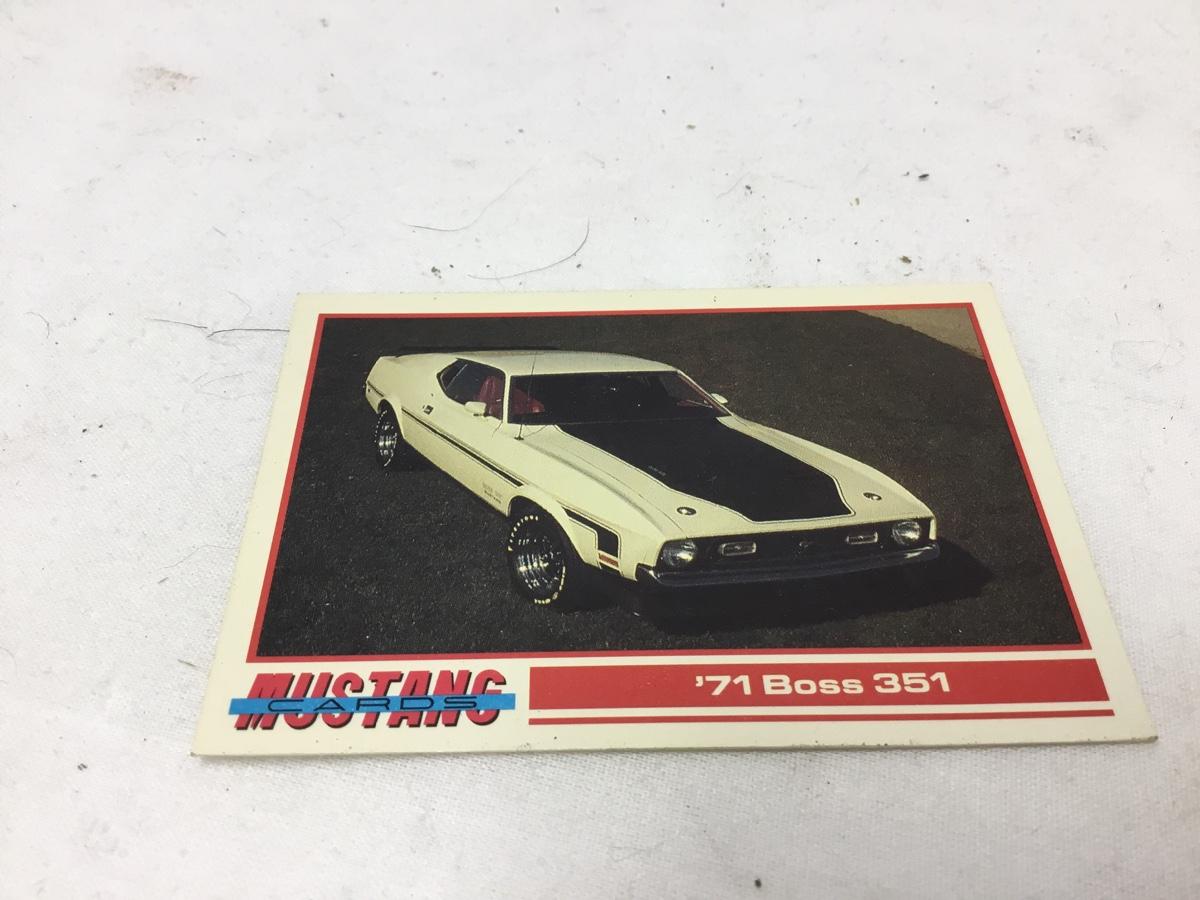 MUSTANG
CARDS
'71 Boss 351